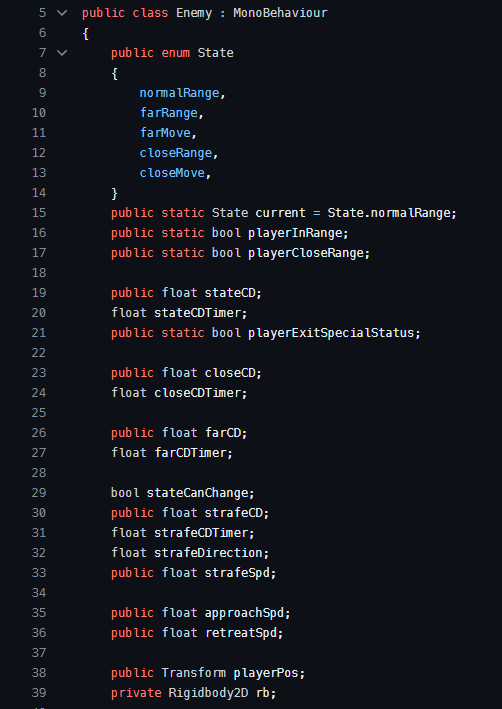 5 public class Enemy : MonoBehaviour
6 {
7 public enum State
8 {
9 normalRange,
10 farRange,
11 farMove,
12 closeRange,
13 closeMove,
14 }
15 public static State current = State.normalRange;
16 public static bool playerInRange;
17 public static bool playerCloseRange;
18
19 public float stateCD;
20 float stateCDTimer;
21 public static bool playerExitSpecialStatus;
22
23 public float closeCD;
24 float closeCDTimer;
25
26 public float farCD;
27 float farCDTimer;
28
29 bool stateCanChange;
30 public float strafeCD;
31 float strafeCDTimer;
32 float strafeDirection;
33 public float strafeSpd;
34
35 public float approachSpd;
36 public float retreatSpd;
37
38 public Transform playerPos;
39 private Rigidbody2D rb;